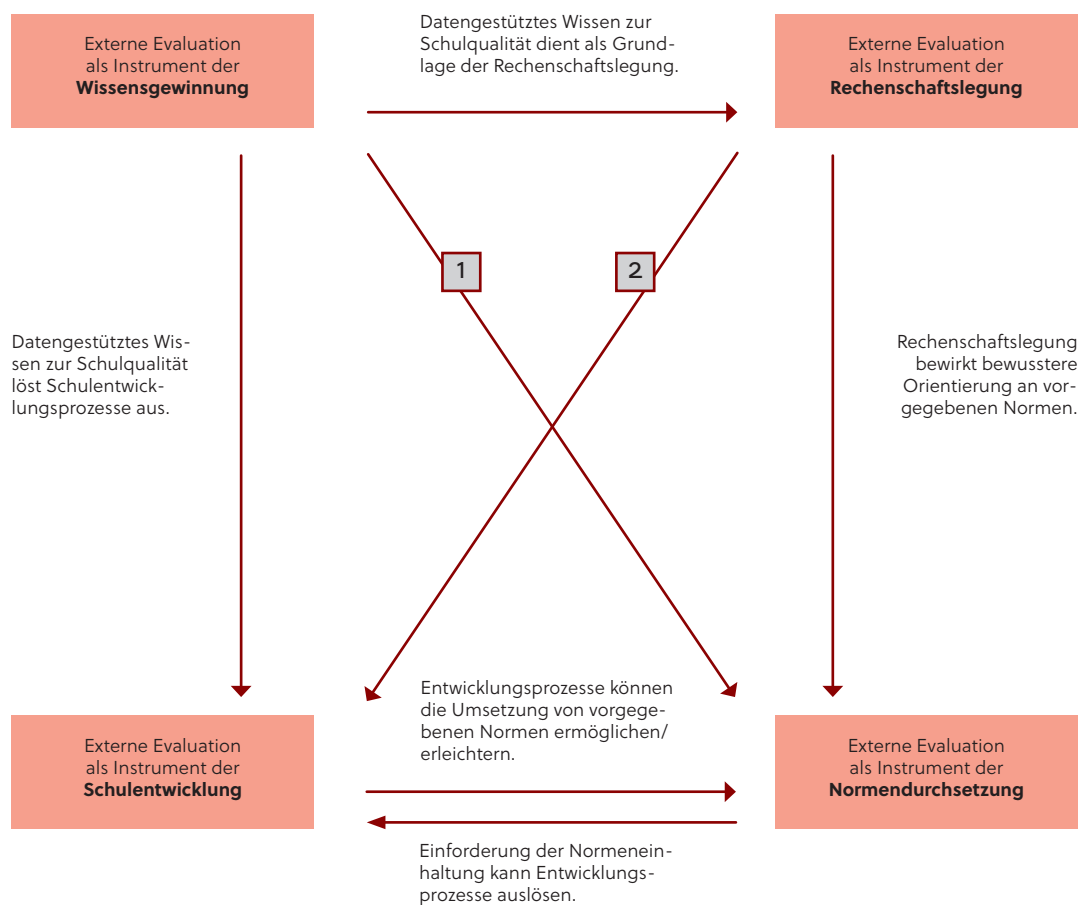 Externe Evaluation
als Instrument der
Wissensgewinnung
Datengestütztes Wissen zur
Schulqualität dient als Grund-
lage der Rechenschaftslegung.
Externe Evaluation
als Instrument der
Rechenschaftslegung
1
2
Datengestütztes Wis-
sen zur Schulqualität
löst Schulentwick-
lungsprozesse aus.
Rechenschaftslegung
bewirkt bewusstere
Orientierung an vor-
gegebenen Normen.
Externe Evaluation
als Instrument der
Schulentwicklung
Entwicklungsprozesse können
die Umsetzung von vorgege-
benen Normen ermöglichen/
erleichtern.
Externe Evaluation
als Instrument der
Normendurchsetzung
Einforderung der Normenein-
haltung kann Entwicklungs-
prozesse auslösen.